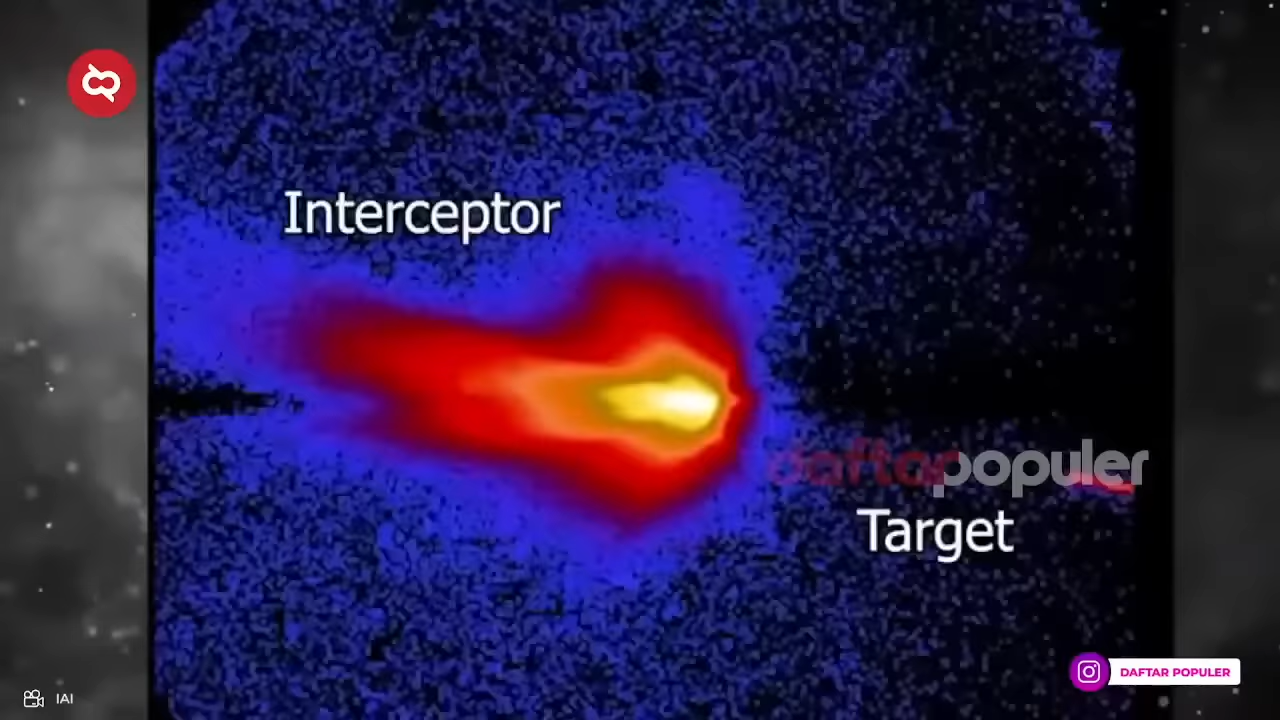 Interceptor
daftarpopuler
Target
DAFTAR POPULER
IAI